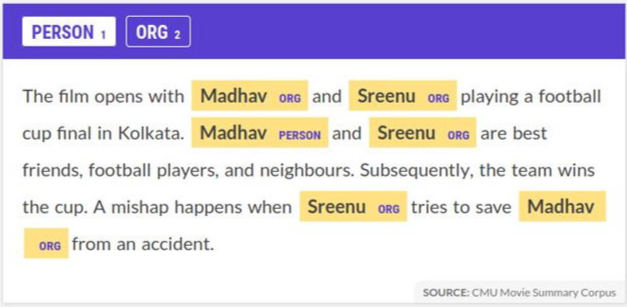 PERSON 1 ORG 2
The film opens with Madhav ORG and Sreenu ORG playing a football
cup final in Kolkata. Madhav PERSON and Sreenu ORG are best
friends, football players, and neighbours. Subsequently, the team wins
the cup. A mishap happens when Sreenu ORG tries to save Madhav
ORG from an accident.
SOURCE: CMU Movie Summary Corpus